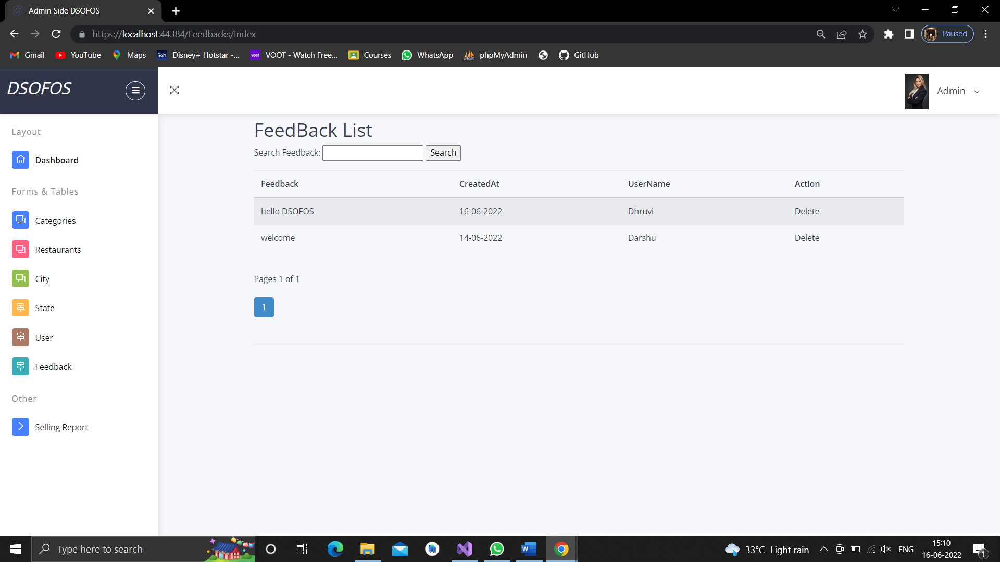 Admin Side DSOFOS
https://localhost:44384/Feedbacks/Index
Paused
Gmail
YouTube
Maps
Disney+ Hotstar -...
VOOT - Watch Free...
Courses
WhatsApp
phpMyAdmin
GitHub
DSOFOS
Admin
Layout
Dashboard
Forms & Tables
Categories
Restaurants
City
State
User
Feedback
Other
Selling Report
FeedBack List
Search Feedback: Search
Feedback CreatedAt UserName Action
hello DSOFOS 16-06-2022 Dhruvi Delete
welcome 14-06-2022 Darshu Delete
Pages 1 of 1
1
Type here to search
33°C Light rain
ENG
15:10
16-06-2022
1